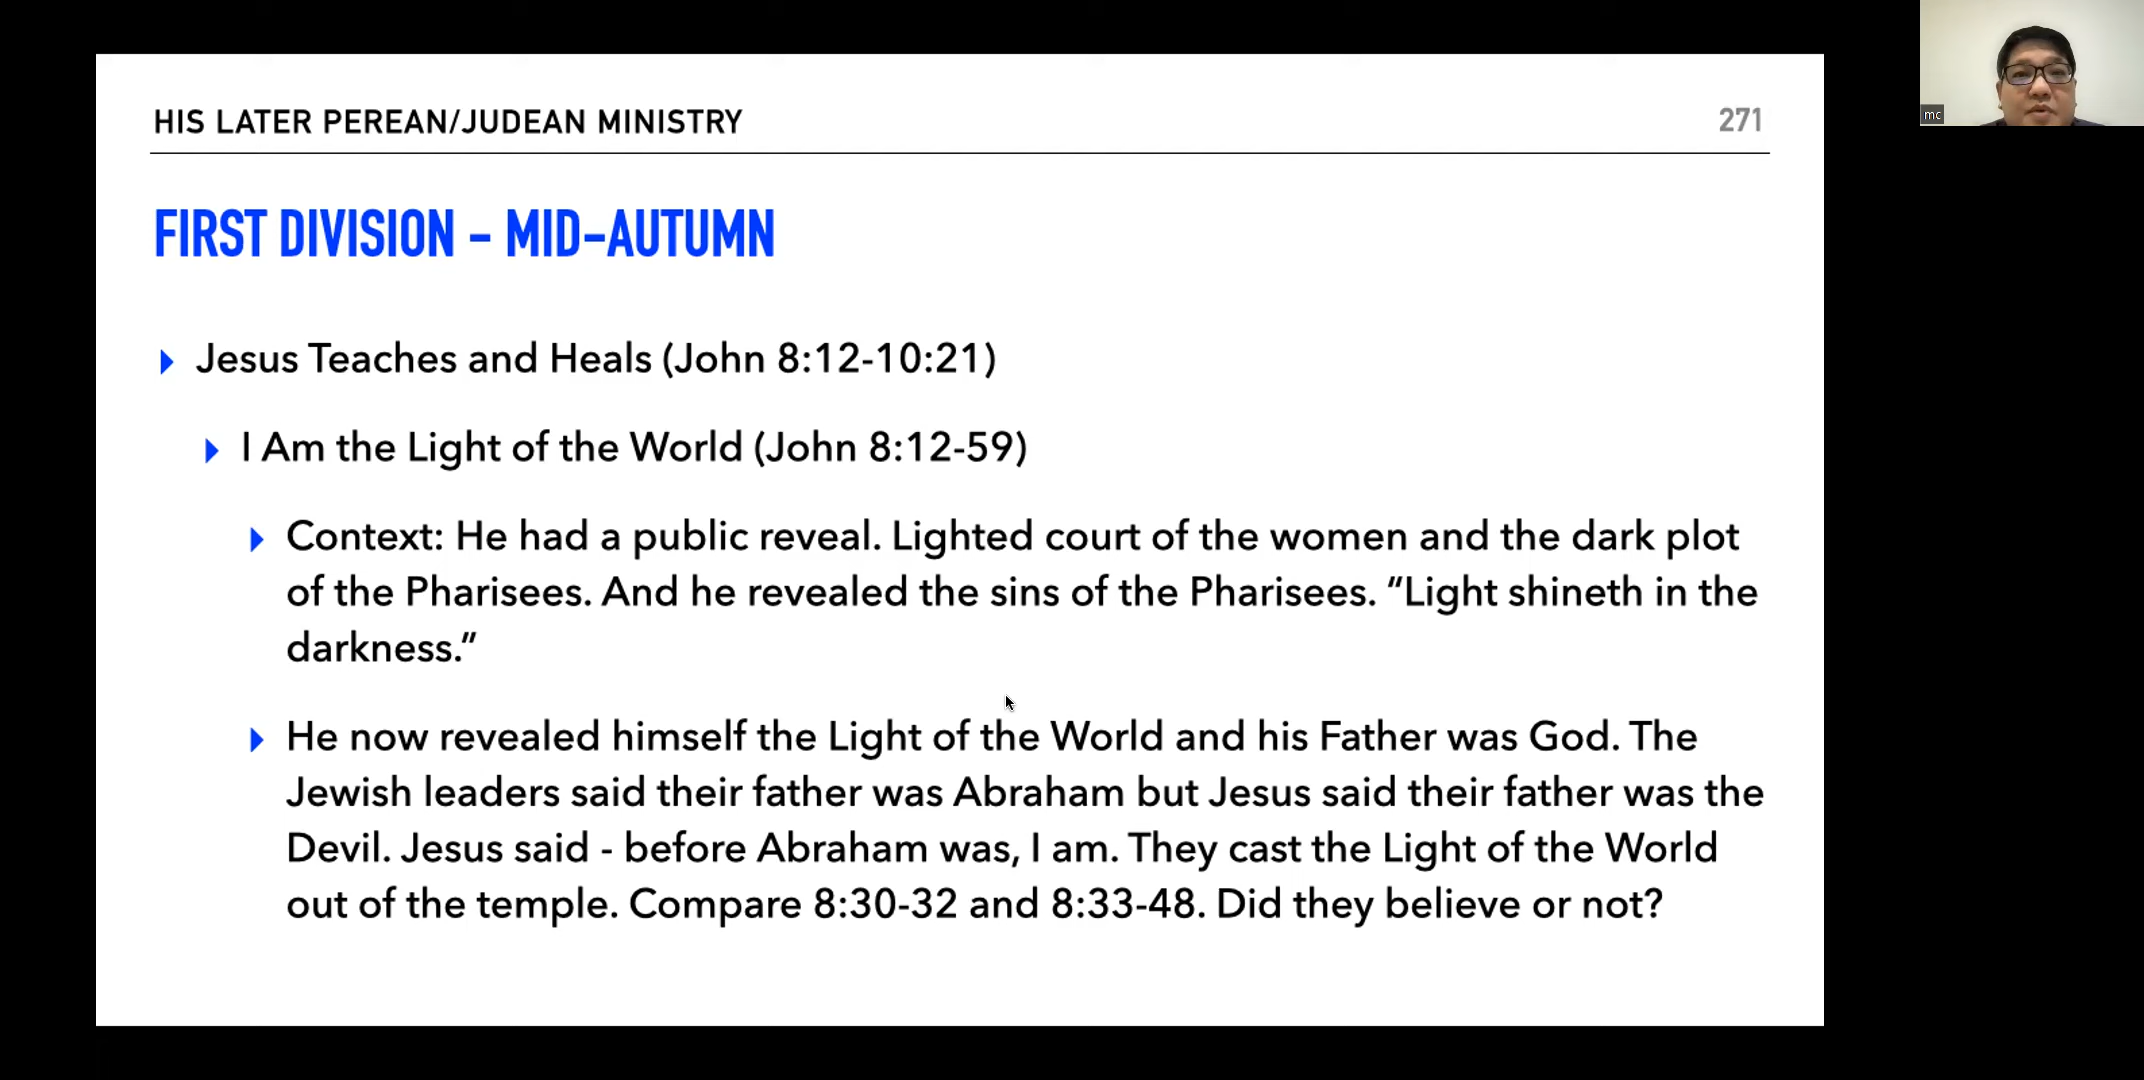 HIS LATER PEREAN/JUDEAN MINISTRY
271
FIRST DIVISION - MID-AUTUMN
Jesus Teaches and Heals (John 8:12-10:21)
I Am the Light of the World (John 8:12-59)
Context: He had a public reveal. Lighted court of the women and the dark plot
of the Pharisees. And he revealed the sins of the Pharisees. “Light shineth in the
darkness.”
He now revealed himself the Light of the World and his Father was God. The
Jewish leaders said their father was Abraham but Jesus said their father was the
Devil. Jesus said - before Abraham was, I am. They cast the Light of the World
out of the temple. Compare 8:30-32 and 8:33-48. Did they believe or not?
mc